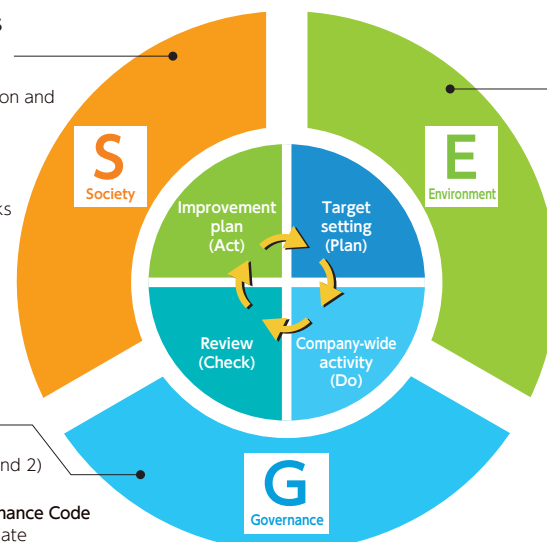 on and
S
Society
E
Environment
Improvement
plan
(Act)
Target
setting
(Plan)
Review
(Check)
Company-wide
activity
(Do)
nd 2)
G
Governance
nance Code
ate